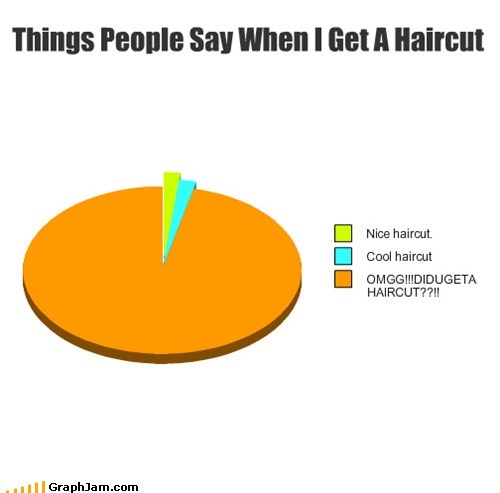 Things People Say When I Get A Haircut
Nice haircut.
Cool haircut
OMGG!!!DIDUGETA
HAIRCUT??!!
GraphJam.com